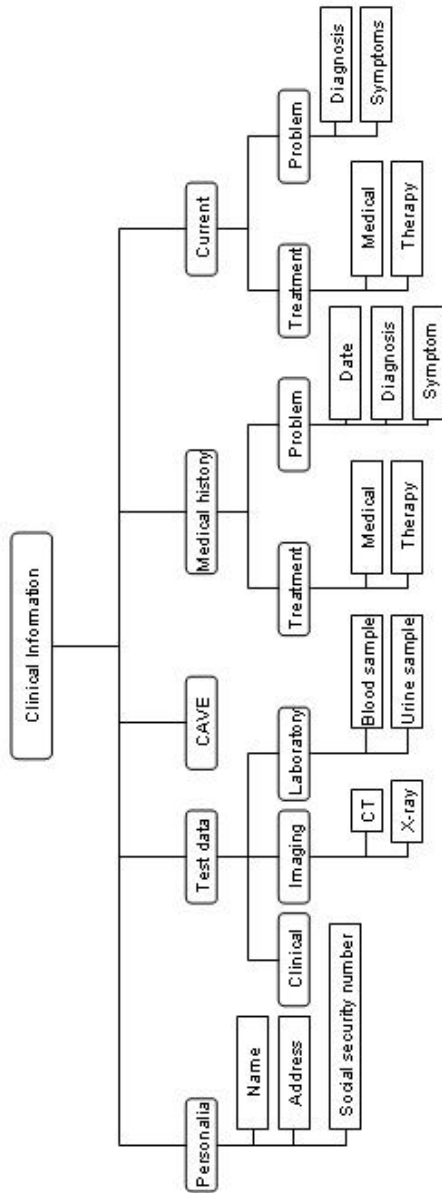 Clinical Information
Personalia
Test data
CAVE
Medical history
Current
Name
Address
Social security number
Clinical
Imaging
Laboratory
CT
X-ray
Blood sample
Urine sample
Treatment
Problem
Medical
Therapy
Date
Diagnosis
Symptom
Treatment
Problem
Medical
Therapy
Diagnosis
Symptoms